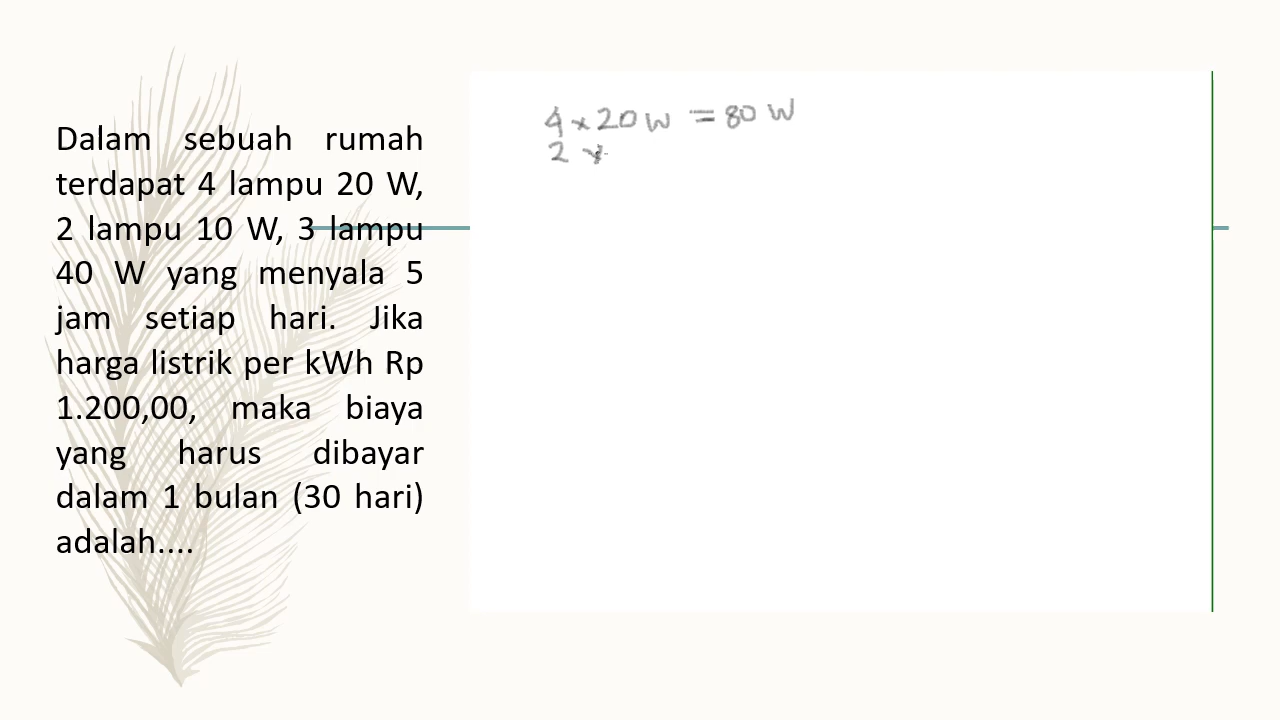 Dalam sebuah rumah
terdapat 4 lampu 20 W,
2 lampu 10 W, 3 lampu
40 W yang menyala 5
jam setiap hari. Jika
harga listrik per kWh Rp
1.200,00, maka biaya
yang harus dibayar
dalam 1 bulan (30 hari)
adalah....
4 × 20 W = 80 W
2 ×